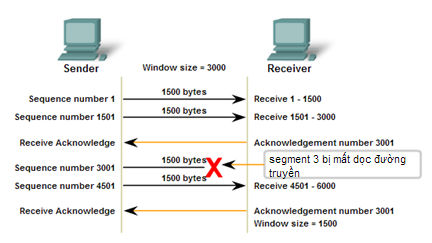 Sender
Window size = 3000
Receiver
Sequence number 1
1500 bytes
Receive 1 - 1500
Sequence number 1501
1500 bytes
Receive 1501 - 3000
Receive Acknowledge
Acknowledgement number 3001
Sequence number 3001
1500 bytes
X
segment 3 bị mất dọc đường
truyền
Sequence number 4501
1500 bytes
Receive 4501 - 6000
Receive Acknowledge
Acknowledgement number 3001
Window size = 1500